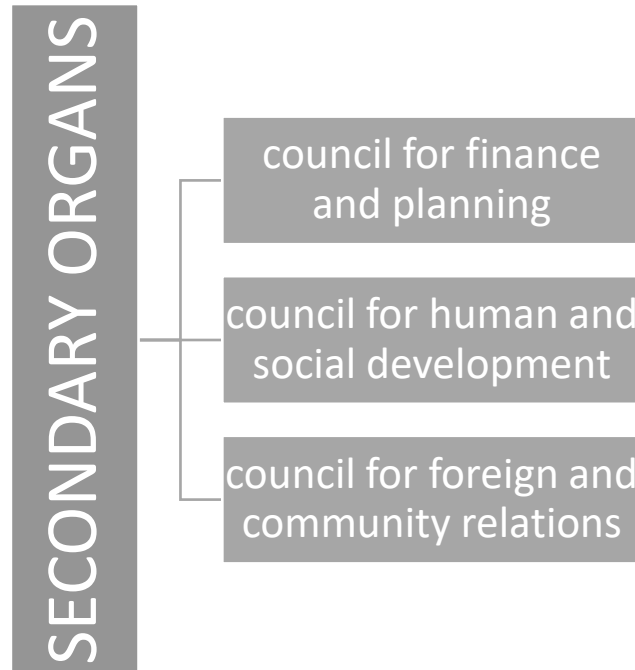 SECONDARY ORGANS
council for finance
and planning
council for human and
social development
council for foreign and
community relations